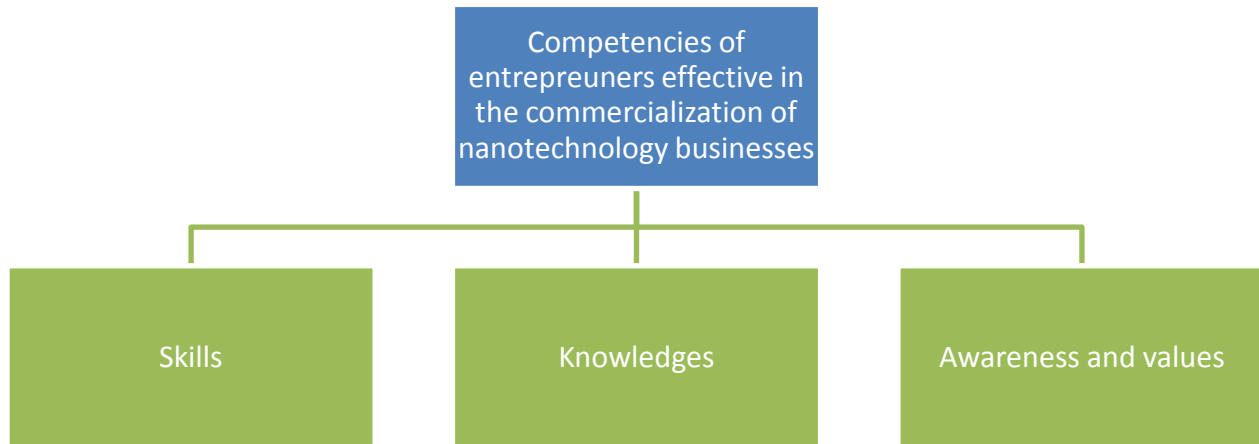 Competencies of
entrepreuners effective in
the commercialization of
nanotechnology businesses
Skills
Knowledges
Awareness and values